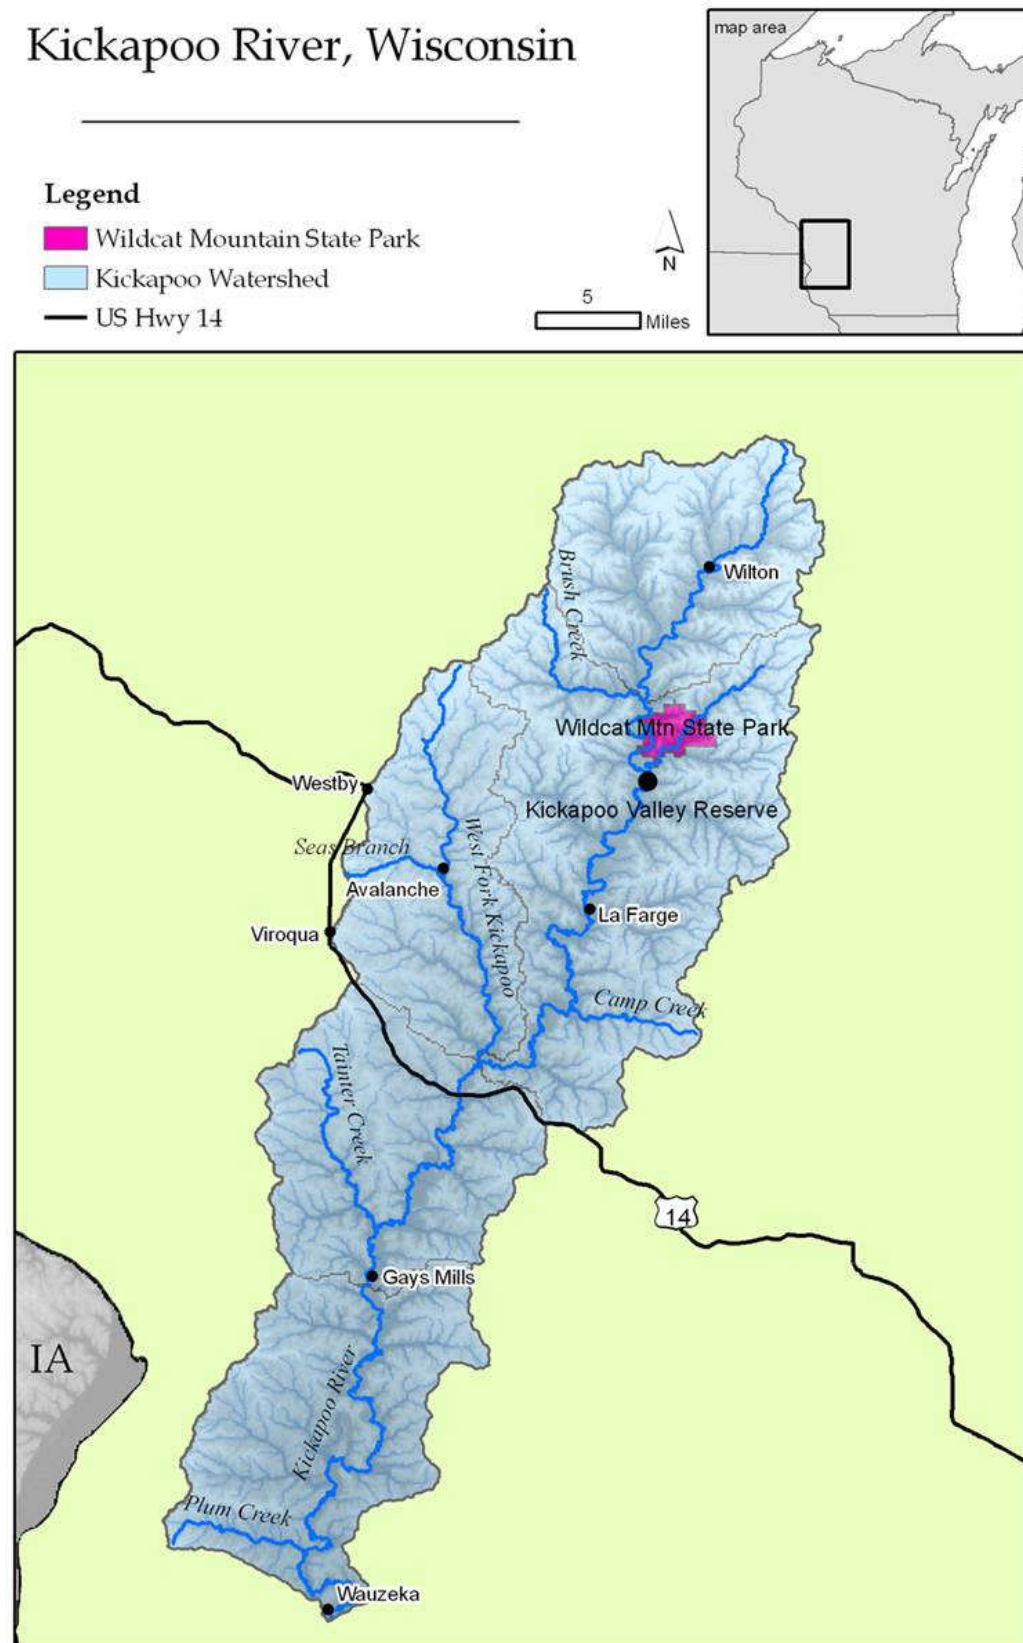 Kickapoo River, Wisconsin
map area
Legend
Wildcat Mountain State Park
Kickapoo Watershed
US Hwy 14
N
5
Miles
Wilton
Brush Creek
Wildcat Mtn State Park
Westby
Kickapoo Valley Reserve
Seas Branch
West Fork Kickapoo
Avalanche
La Farge
Viroqua
Camp Creek
Tainter Creek
14
Gays Mills
IA
Kickapoo River
Plum Creek
Wauzeka